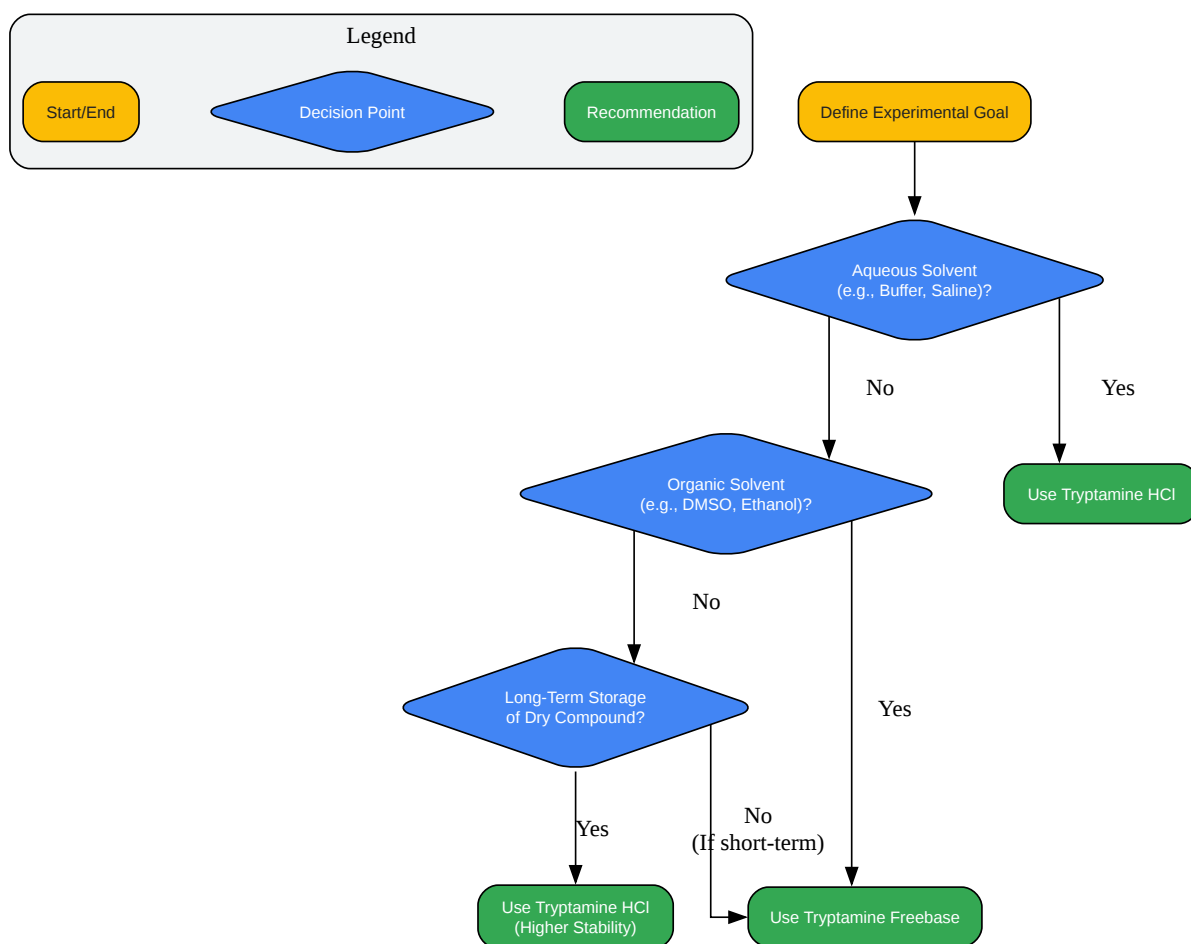 Legend
Start/End
Decision Point
Recommendation
Define Experimental Goal
Aqueous Solvent
(e.g., Buffer, Saline)?
No
Yes
Organic Solvent
(e.g., DMSO, Ethanol)?
Use Tryptamine HCl
No
Long-Term Storage
of Dry Compound?
Yes
Yes
No
(If short-term)
Use Tryptamine HCl
(Higher Stability)
Use Tryptamine Freebase